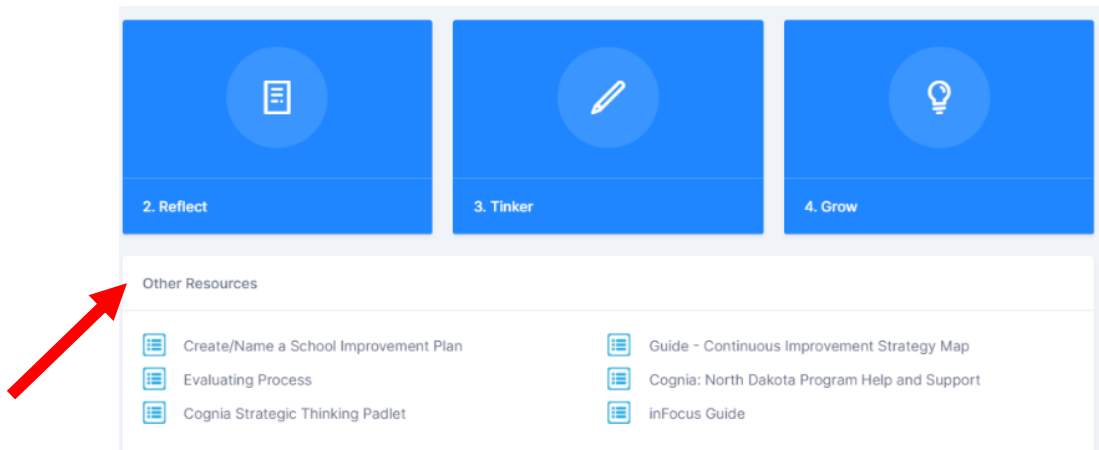 2. Reflect
3. Tinker
4. Grow
Other Resources
Create/Name a School Improvement Plan
Guide - Continuous Improvement Strategy Map
Evaluating Process
Cognia: North Dakota Program Help and Support
Cognia Strategic Thinking Padlet
inFocus Guide